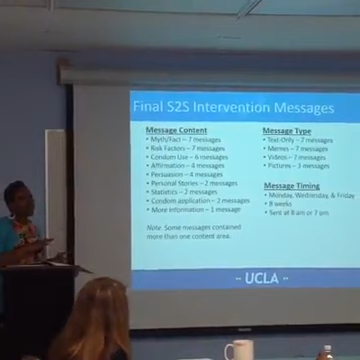 Final S2S Intervention Messages
Message Content
• Myth/Fact – 7 messages
• Risk Factors – 7 messages
• Condom Use – 6 messages
• Affirmation – 4 messages
• Persuasion – 4 messages
• Personal Stories – 2 messages
• Statistics – 2 messages
• Condom application – 2 messages
• More Information – 1 message
Note: Some messages contained
more than one content area.
Message Type
• Text-Only – 7 messages
• Memes – 7 messages
• Videos – 7 messages
• Pictures – 3 messages
Message Timing
• Monday, Wednesday, & Friday
• 8 weeks
• Sent at 8 am or 7 pm
-- UCLA --